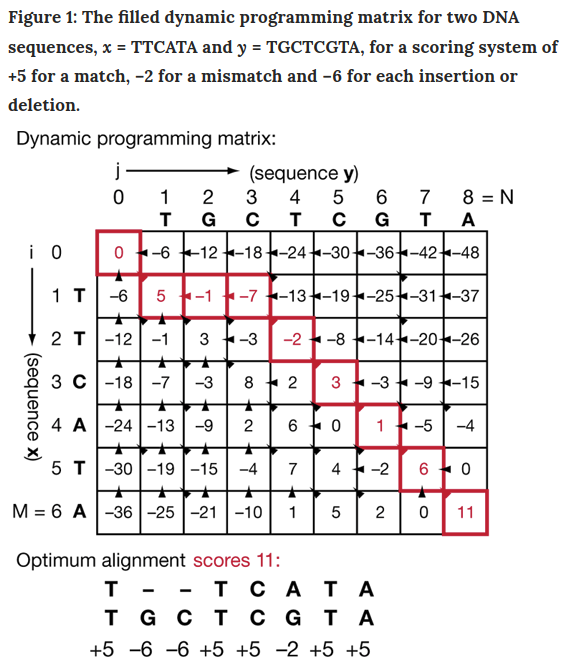 Figure 1: The filled dynamic programming matrix for two DNA
sequences, x = TTCATA and y = TGCTCGTA, for a scoring system of
+5 for a match, −2 for a mismatch and −6 for each insertion or
deletion.
Dynamic programming matrix:
j (sequence y)
0 1 2 3 4 5 6 7 8 = N
T G C T C G T A
i 0 0 −6 −12 −18 −24 −30 −36 −42 −48
1 T −6 5 −1 −7 −13 −19 −25 −31 −37
2 T −12 −1 3 −3 −2 −8 −14 −20 −26
3 C −18 −7 −3 8 2 3 −3 −9 −15
4 A −24 −13 −9 2 6 0 1 −5 −4
5 T −30 −19 −15 −4 7 4 −2 6 0
M = 6 A −36 −25 −21 −10 1 5 2 0 11
(sequence x)
Optimum alignment scores 11:
T – – T C A T A
T G C T C G T A
+5 −6 −6 +5 +5 −2 +5 +5